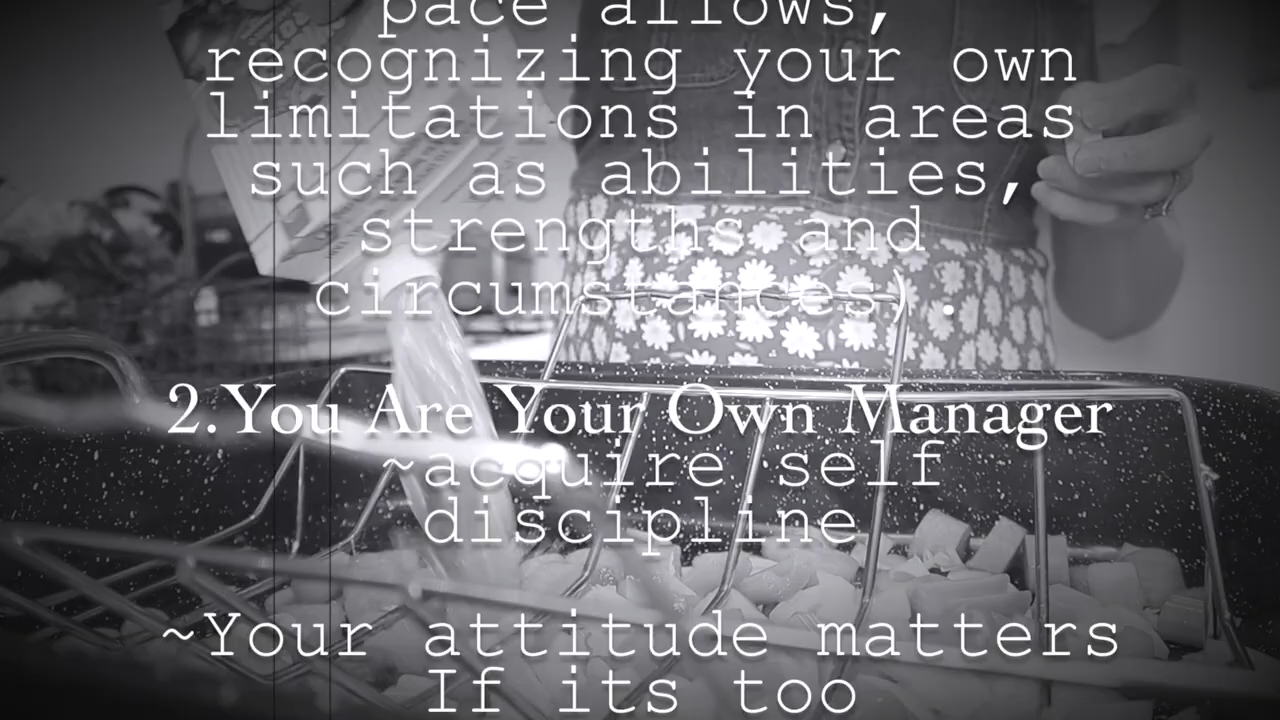 pace allows,
recognizing your own
limitations in areas
such as abilities,
strengths and
circumstances).
2.You Are Your Own Manager
~acquire self
discipline
~Your attitude matters
If its too